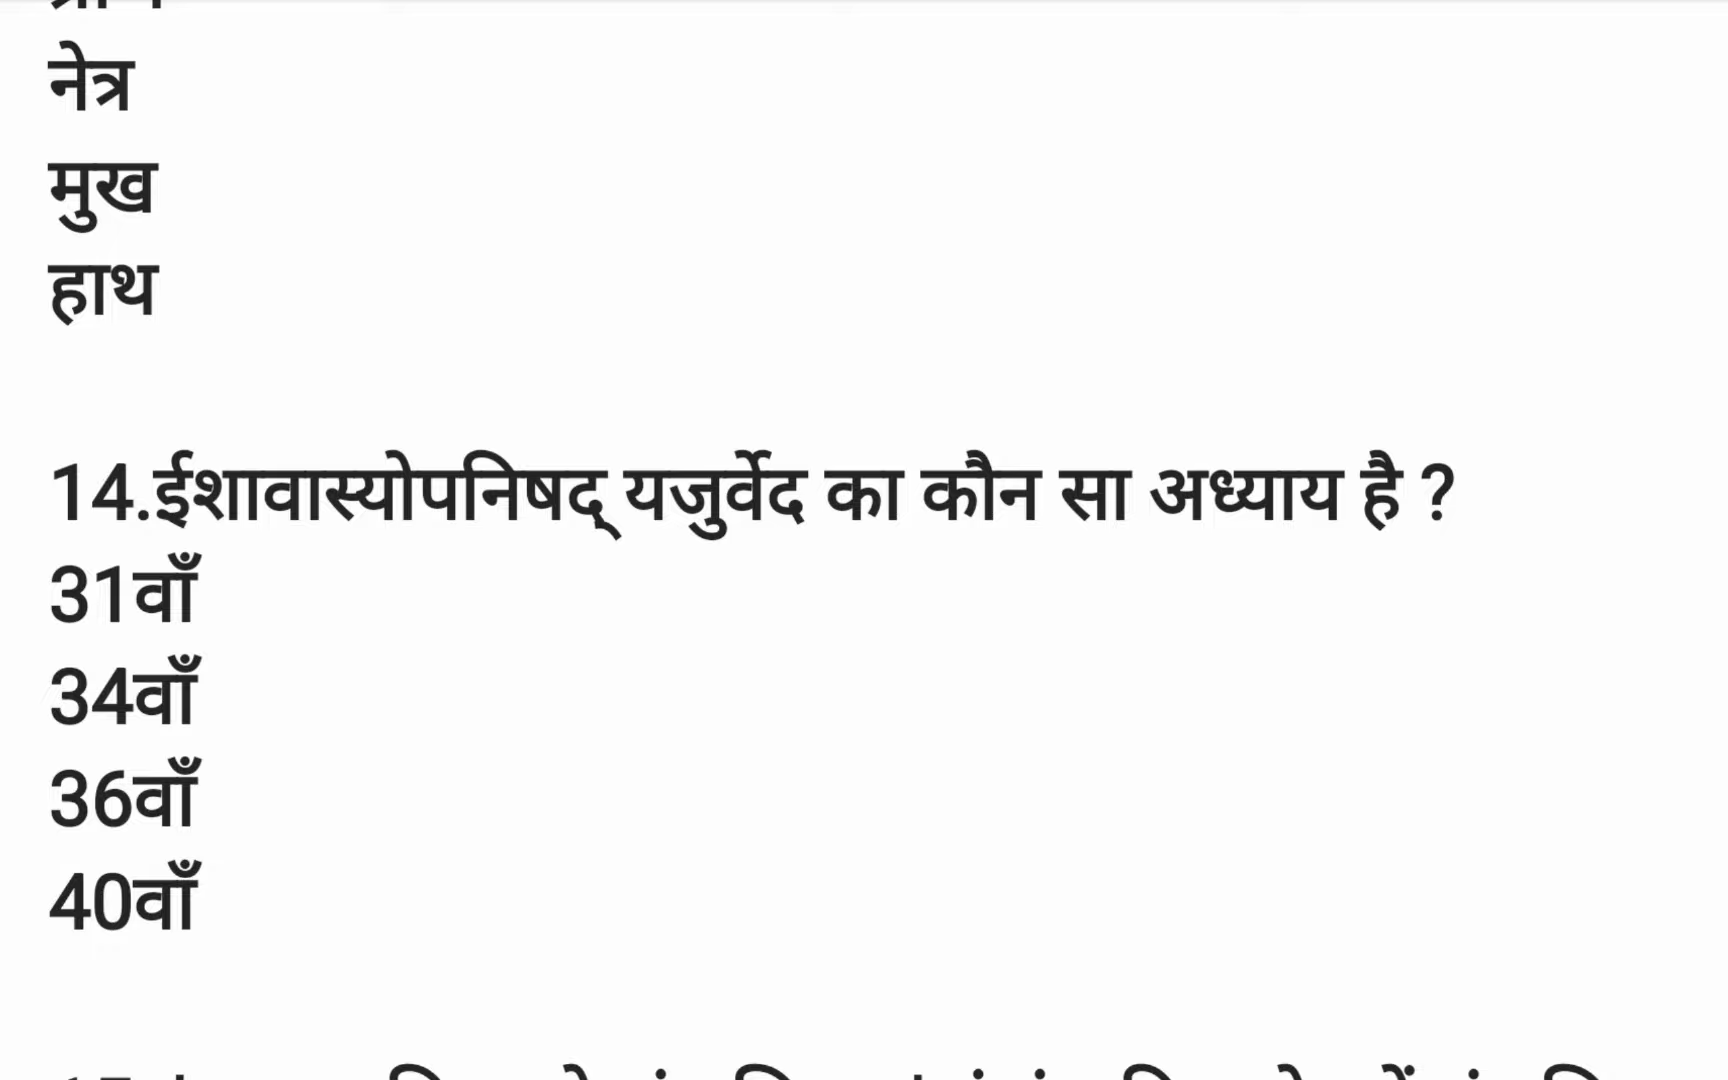 नेत्र
मुख
हाथ
14.ईशावास्योपनिषद् यजुर्वेद का कौन सा अध्याय है ?
31वाँ
34वाँ
36वाँ
40वाँ